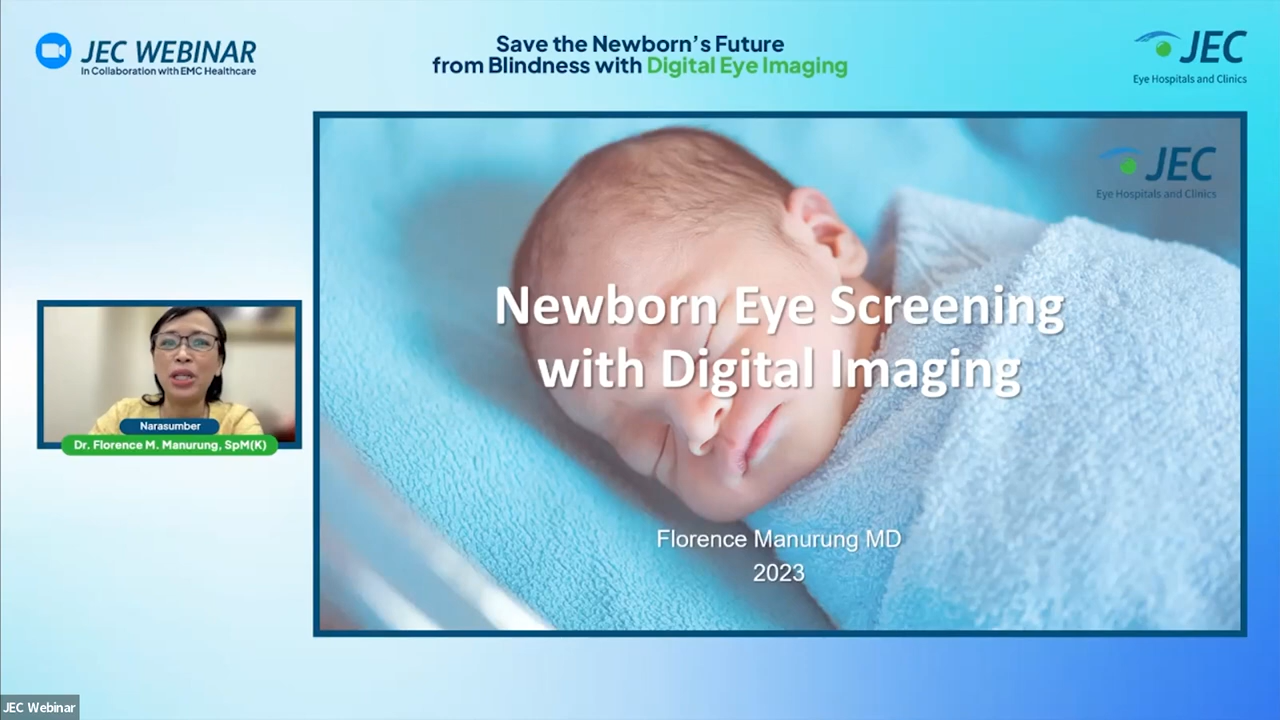 JEC WEBINAR
In Collaboration with EMC Healthcare
Save the Newborn's Future
from Blindness with Digital Eye Imaging
JEC
Eye Hospitals and Clinics
JEC
Eye Hospitals and Clinics
Newborn Eye Screening
with Digital Imaging
Narasumber
Dr. Florence M. Manurung, SpM(K)
Florence Manurung MD
2023
JEC Webinar